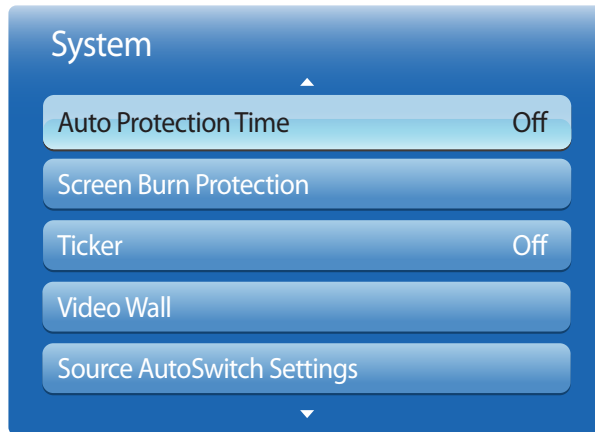 System
Auto Protection Time Off
Screen Burn Protection
Ticker Off
Video Wall
Source AutoSwitch Settings